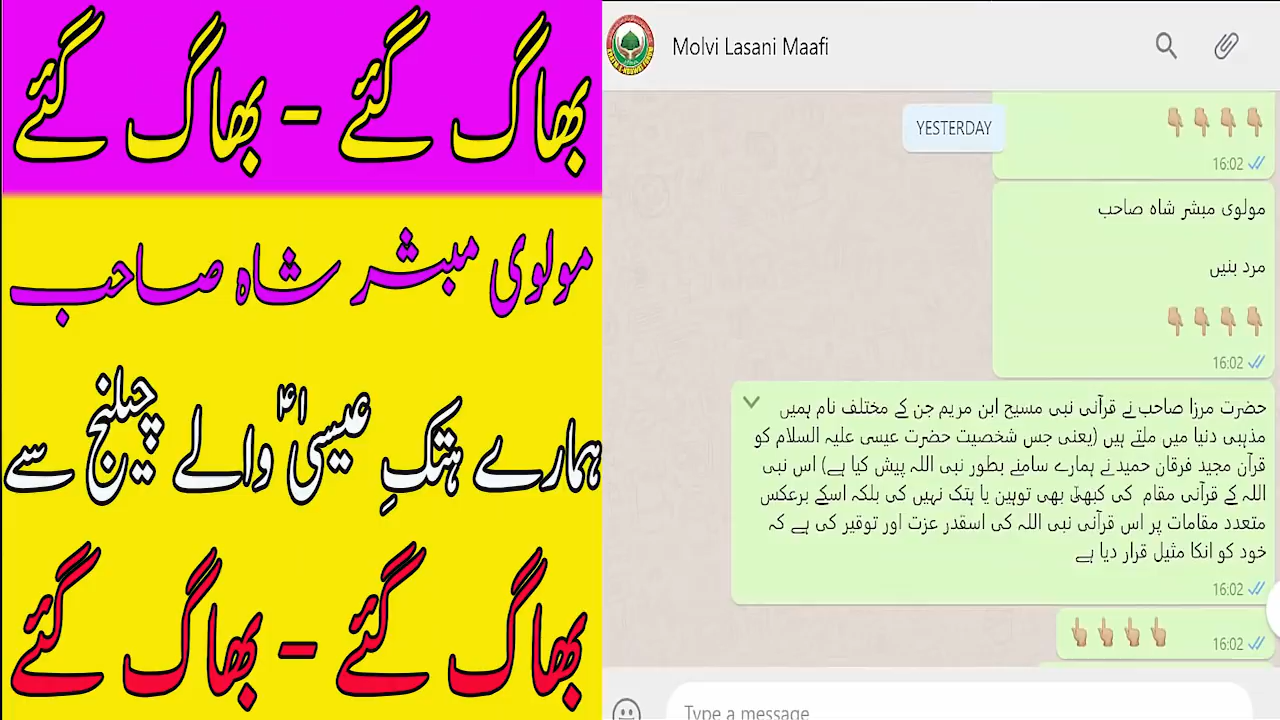 بھاگ گئے - بھاگ گئے
مولوی مبشر شاہ صاحب
ہمارے ہتکِ عیسیٰؑ والے چیلنج سے
بھاگ گئے - بھاگ گئے
Molvi Lasani Maafi
YESTERDAY
👇🏼👇🏼👇🏼👇🏼
16:02
مولوی مبشر شاہ صاحب
مرد بنیں
👇🏼👇🏼👇🏼👇🏼
16:02
حضرت مرزا صاحب نے قرآنی نبی مسیح ابن مریم جن کے مختلف نام ہمیں
مذہبی دنیا میں ملتے ہیں (یعنی جس شخصیت حضرت عیسی علیہ السلام کو
قرآن مجید فرقان حمید نے ہمارے سامنے بطور نبی اللہ پیش کیا ہے) اس نبی
اللہ کے قرآنی مقام کی کبھی بھی توہین یا ہتک نہیں کی بلکہ اسکے برعکس
متعدد مقامات پر اس قرآنی نبی اللہ کی اسقدر عزت اور توقیر کی ہے کہ
خود کو انکا مثیل قرار دیا ہے
16:02
👆🏼👆🏼👆🏼👆🏼
16:02
Type a message